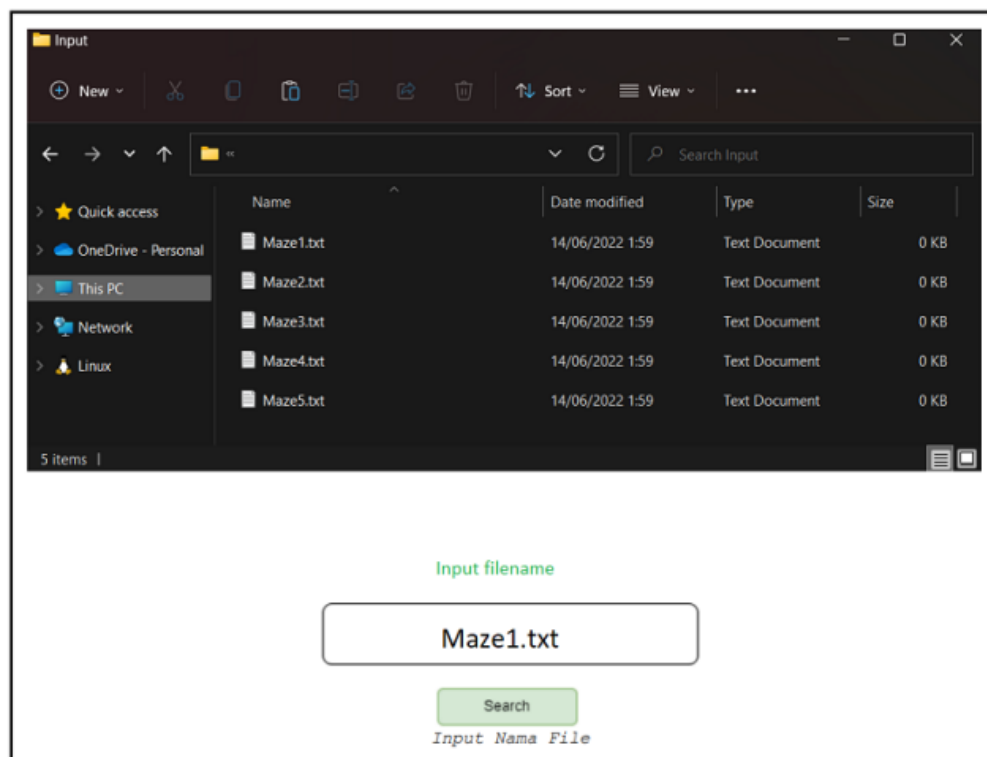 Input
New
Sort
View
•••
«
Search Input
Name Date modified Type Size
Quick access
OneDrive - Personal
This PC
Network
Linux
Maze1.txt 14/06/2022 1:59 Text Document 0 KB
Maze2.txt 14/06/2022 1:59 Text Document 0 KB
Maze3.txt 14/06/2022 1:59 Text Document 0 KB
Maze4.txt 14/06/2022 1:59 Text Document 0 KB
Maze5.txt 14/06/2022 1:59 Text Document 0 KB
5 items
Input filename
Maze1.txt
Search
Input Nama File